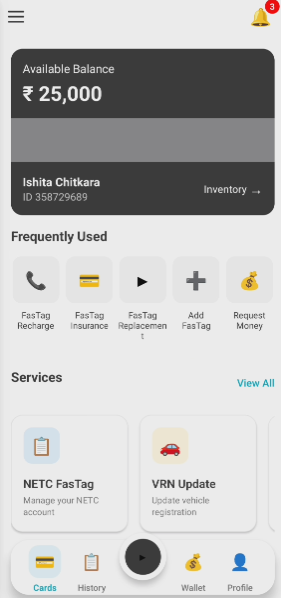 3
Available Balance
₹ 25,000
Ishita Chitkara
ID 358729689
Inventory →
Frequently Used
FasTag
Recharge
FasTag
Insurance
FasTag
Replacemen
t
Add
FasTag
Request
Money
Services
View All
NETC FasTag
Manage your NETC
account
VRN Update
Update vehicle
registration
Cards
History
Wallet
Profile